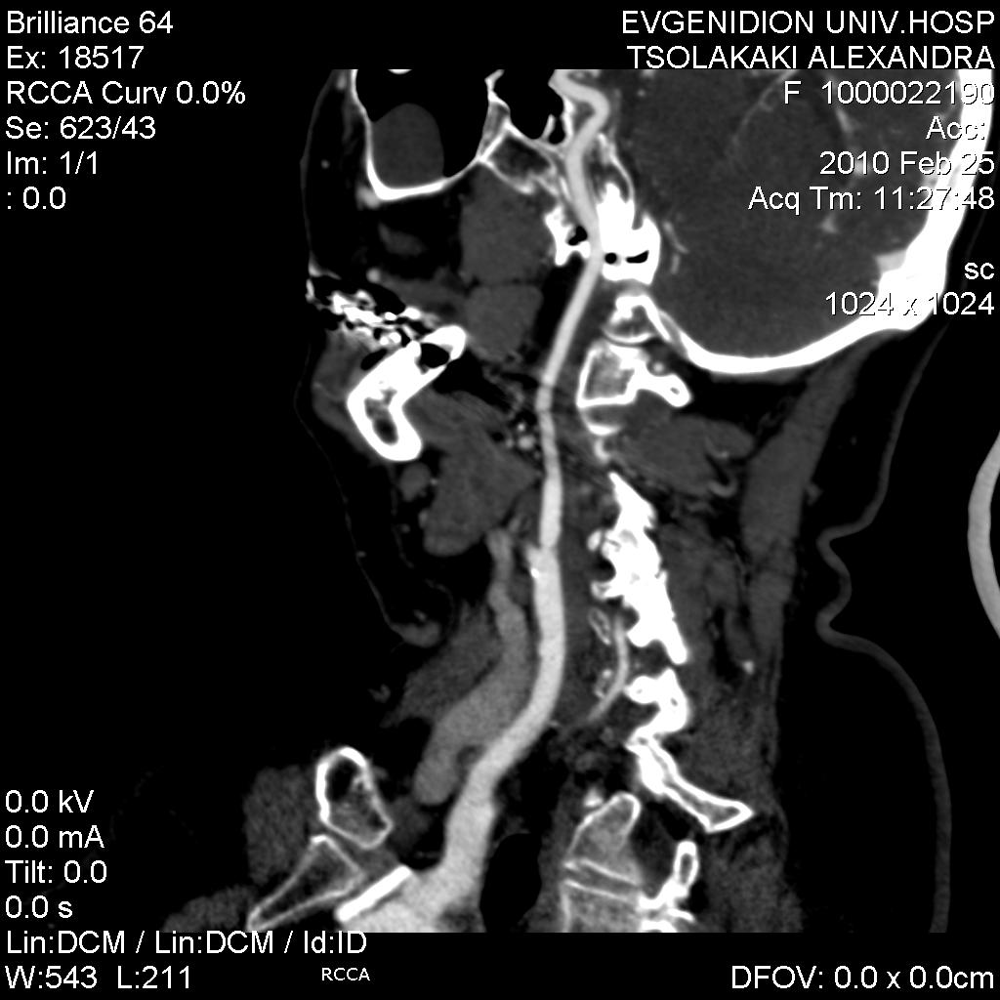 Brilliance 64
Ex: 18517
RCCA Curv 0.0%
Se: 623/43
Im: 1/1
: 0.0
EVGENIDION UNIV.HOSP
TSOLAKAKI ALEXANDRA
F 1000022190
Acc:
2010 Feb 25
Acq Tm: 11:27:48
sc
1024 x 1024
0.0 kV
0.0 mA
Tilt: 0.0
0.0 s
Lin:DCM / Lin:DCM / Id:ID
W:543 L:211
RCCA
DFOV: 0.0 x 0.0cm